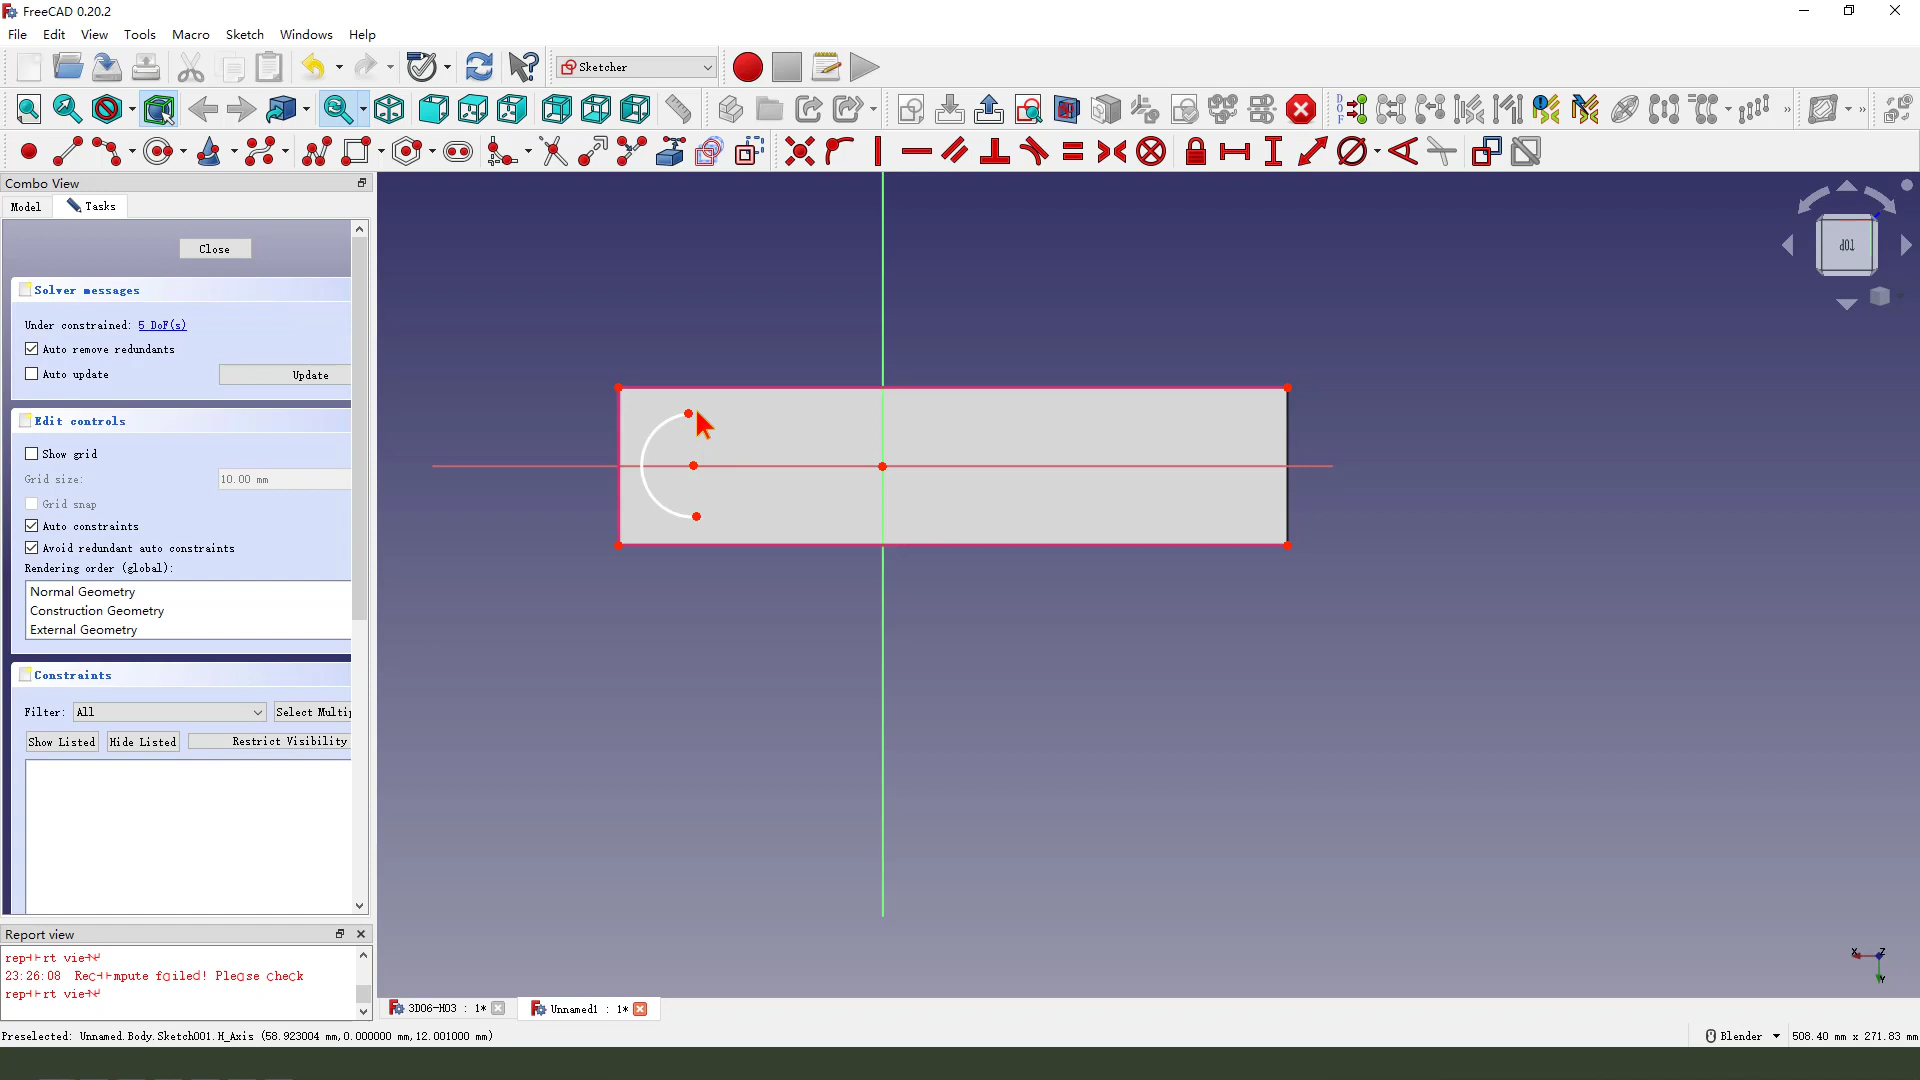 FreeCAD 0.20.2
File Edit View Tools Macro Sketch Windows Help
Sketcher
Combo View
Model Tasks
Close
Solver messages
Under constrained: 5 DoF(s)
Auto remove redundants
Auto update Update
Edit controls
Show grid
Grid size: 10.00 mm
Grid snap
Auto constraints
Avoid redundant auto constraints
Rendering order (global):
Normal Geometry
Construction Geometry
External Geometry
Constraints
Filter: All Select Multip
Show Listed Hide Listed Restrict Visibility
Report view
23:26:08
TOP
X Z
Y
3D06-H03 : 1*
Unnamed1 : 1*
Preselected: Unnamed.Body.Sketch001.H_Axis (58.923004 mm,0.000000 mm,12.001000 mm)
Blender 508.40 mm x 271.83 mm